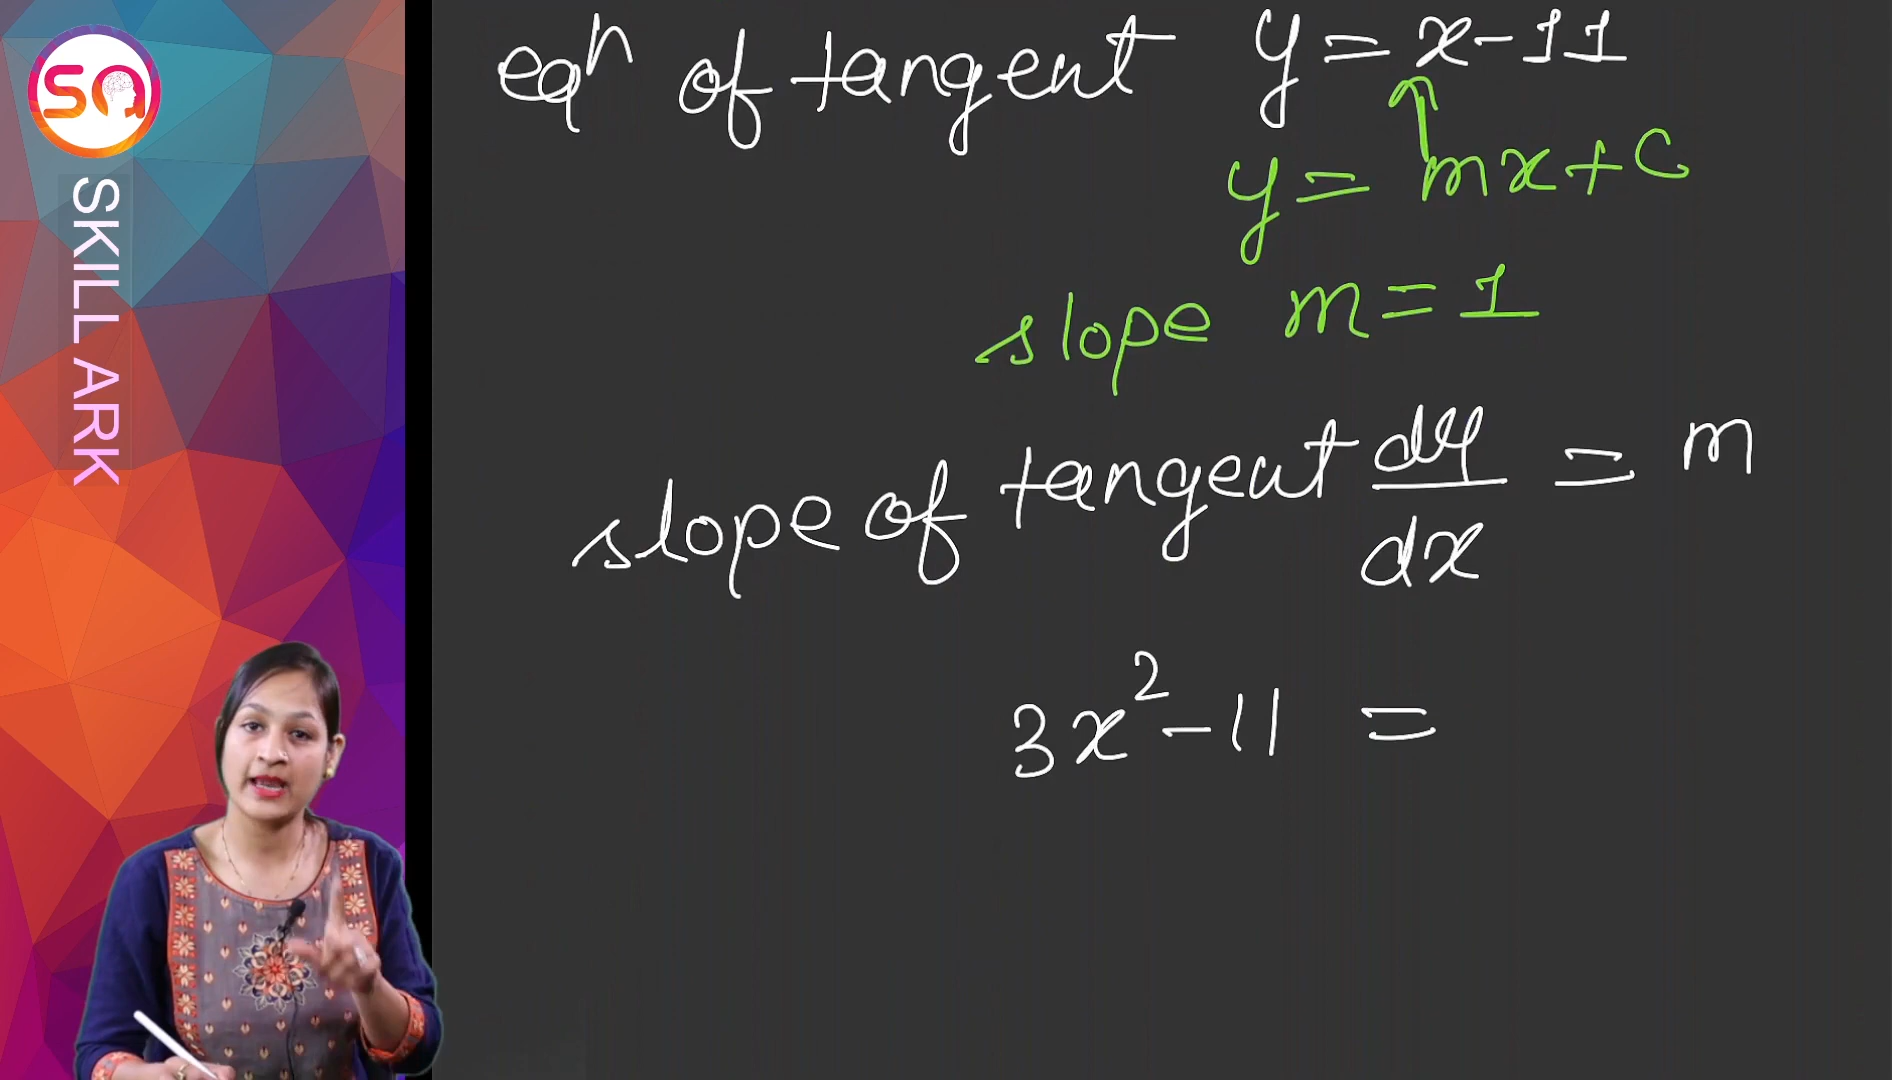 SKILL ARK
eqⁿ of tangent y = x - 11
y = mx + c
slope m = 1
slope of tangent dy/dx = m
3x² - 11 =